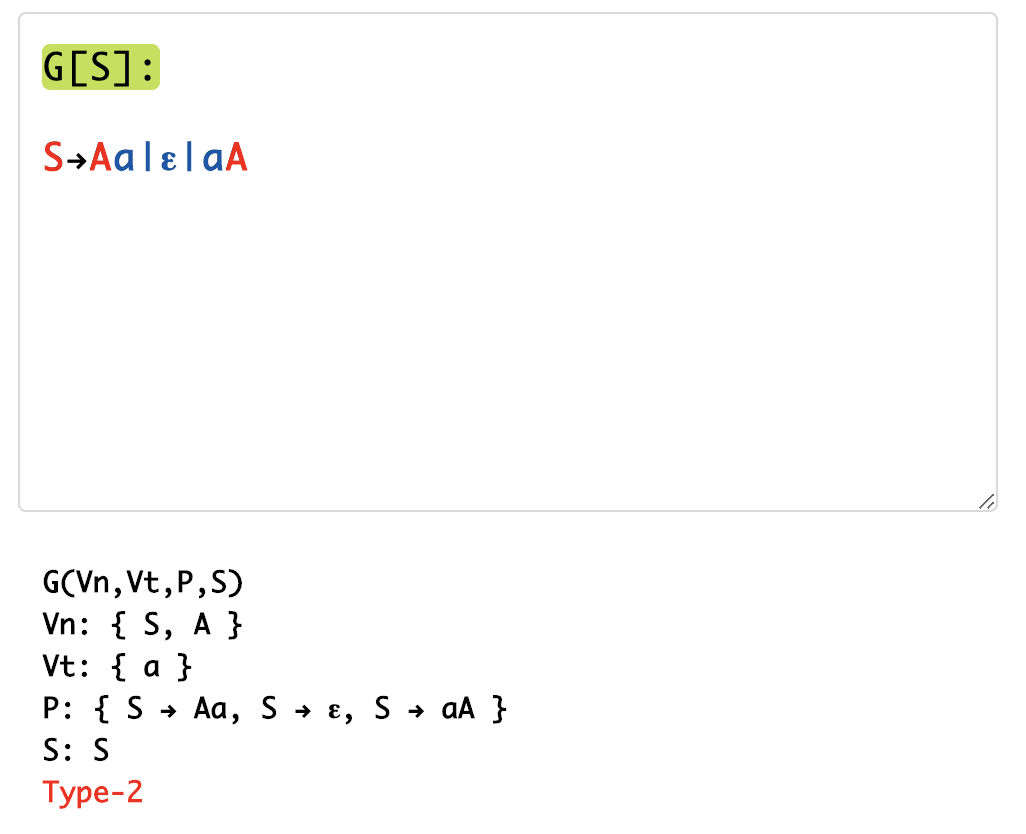 G[S]:
S→Aa|ε|aA
G(Vn,Vt,P,S)
Vn: { S, A }
Vt: { a }
P: { S → Aa, S → ε, S → aA }
S: S
Type-2